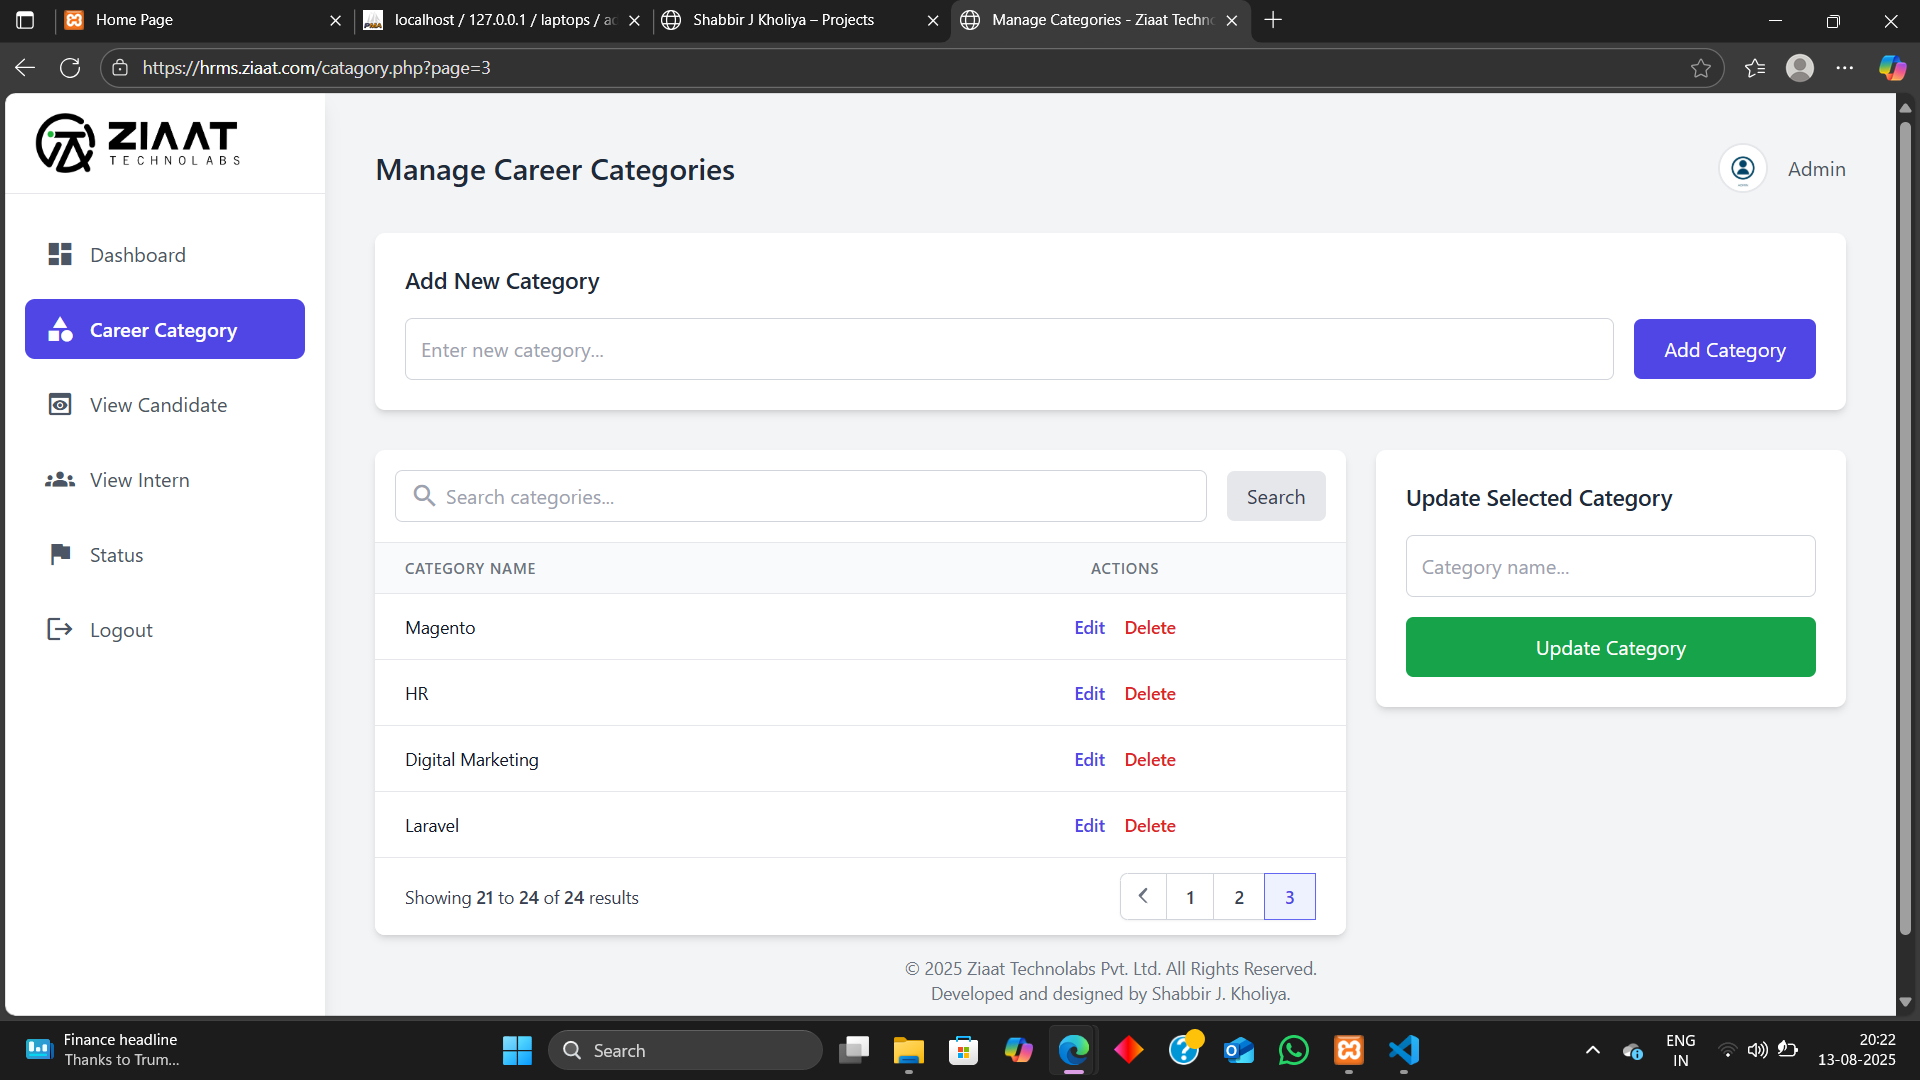 Home Page
localhost / 127.0.0.1 / laptops / ad
Shabbir J Kholiya – Projects
Manage Categories - Ziaat Techn
https://hrms.ziaat.com/catagory.php?page=3
ZIAAT
TECHNOLABS
Manage Career Categories
Admin
Dashboard
Career Category
View Candidate
View Intern
Status
Logout
Add New Category
Enter new category...
Add Category
Search categories...
Search
CATEGORY NAME ACTIONS
Magento Edit Delete
HR Edit Delete
Digital Marketing Edit Delete
Laravel Edit Delete
Showing 21 to 24 of 24 results
1 2 3
Update Selected Category
Category name...
Update Category
© 2025 Ziaat Technolabs Pvt. Ltd. All Rights Reserved.
Developed and designed by Shabbir J. Kholiya.
Finance headline
Thanks to Trum...
Search
ENG
IN
20:22
13-08-2025